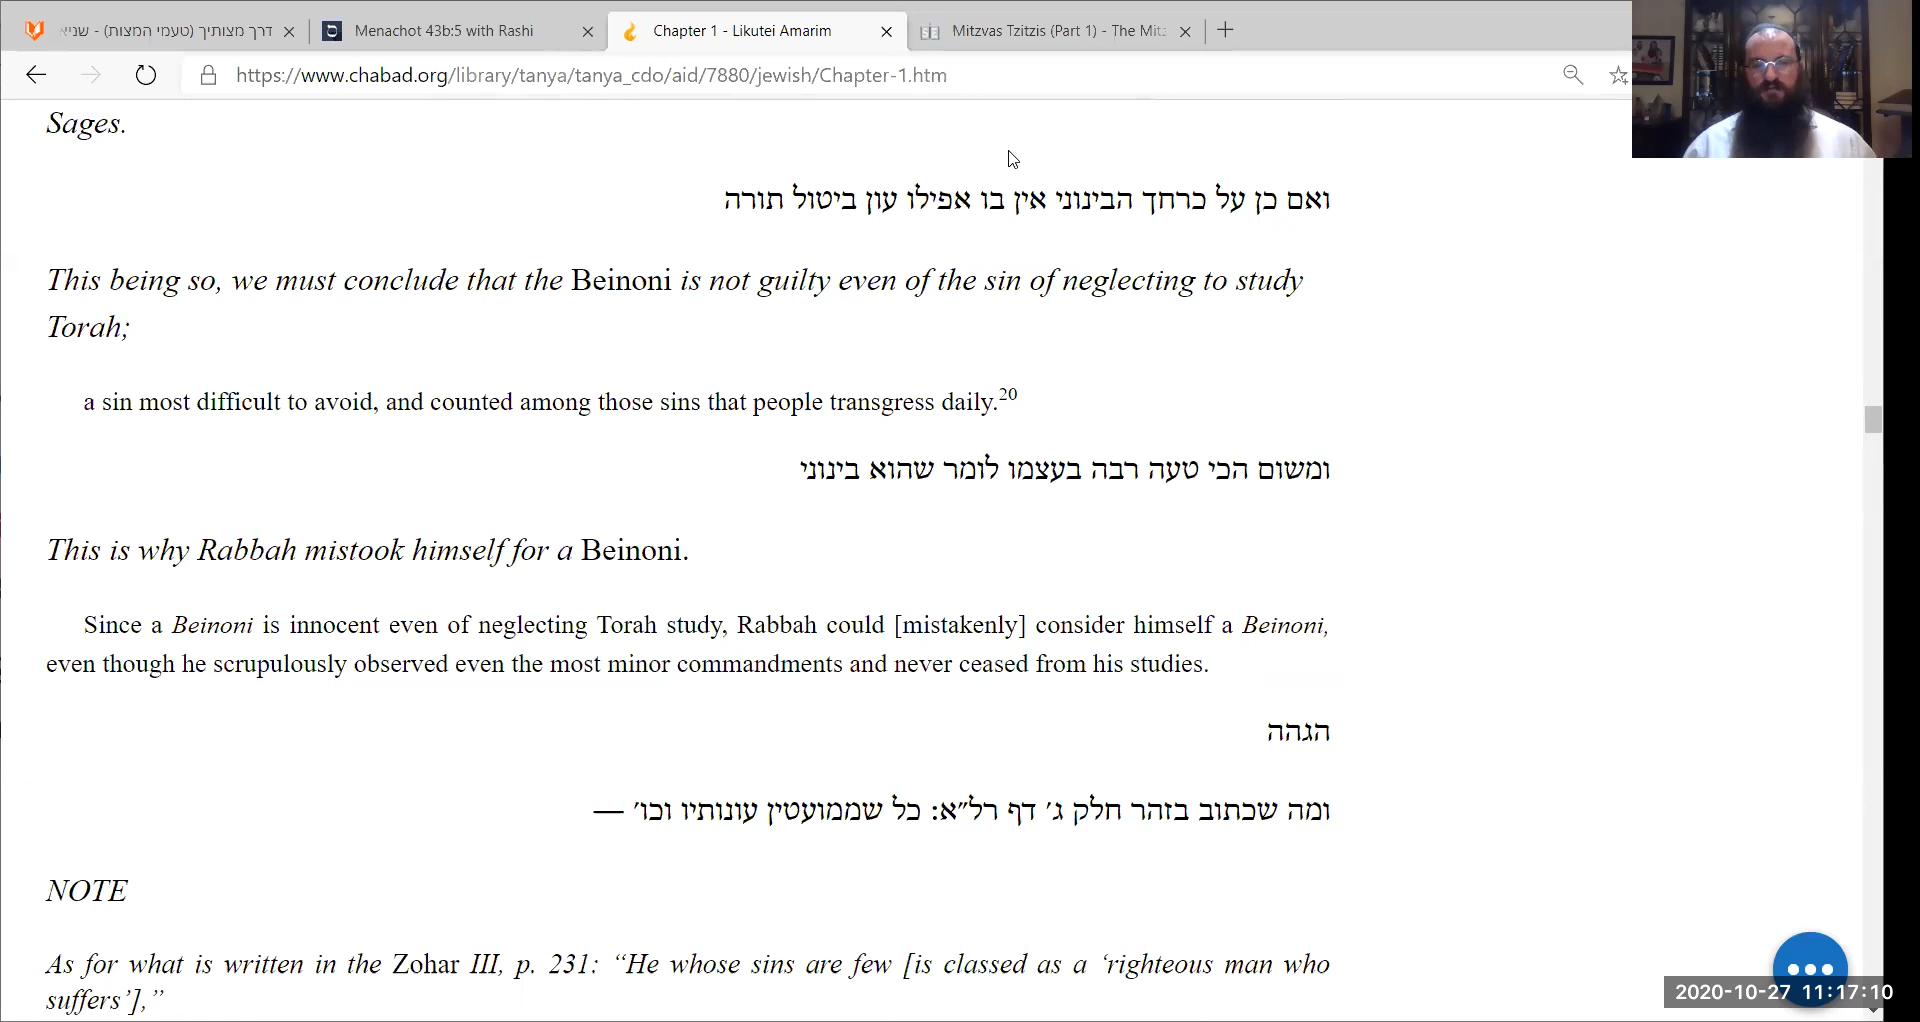 דרך מצותיך (טעמי המצות) - שניא
Menachot 43b:5 with Rashi
Chapter 1 - Likutei Amarim
Mitzvas Tzitzis (Part 1) - The Mitz
https://www.chabad.org/library/tanya/tanya_cdo/aid/7880/jewish/Chapter-1.htm
Sages.
ואם כן על כרחך הבינוני אין בו אפילו עון ביטול תורה
This being so, we must conclude that the Beinoni is not guilty even of the sin of neglecting to study
Torah;
a sin most difficult to avoid, and counted among those sins that people transgress daily.20
ומשום הכי טעה רבה בעצמו לומר שהוא בינוני
This is why Rabbah mistook himself for a Beinoni.
Since a Beinoni is innocent even of neglecting Torah study, Rabbah could [mistakenly] consider himself a Beinoni,
even though he scrupulously observed even the most minor commandments and never ceased from his studies.
הגהה
ומה שכתוב בזהר חלק ג׳ דף רל״א: כל שממועטין עונותיו וכו׳ —
NOTE
As for what is written in the Zohar III, p. 231: “He whose sins are few [is classed as a ‘righteous man who
suffers’],”
2020-10-27 11:17:10